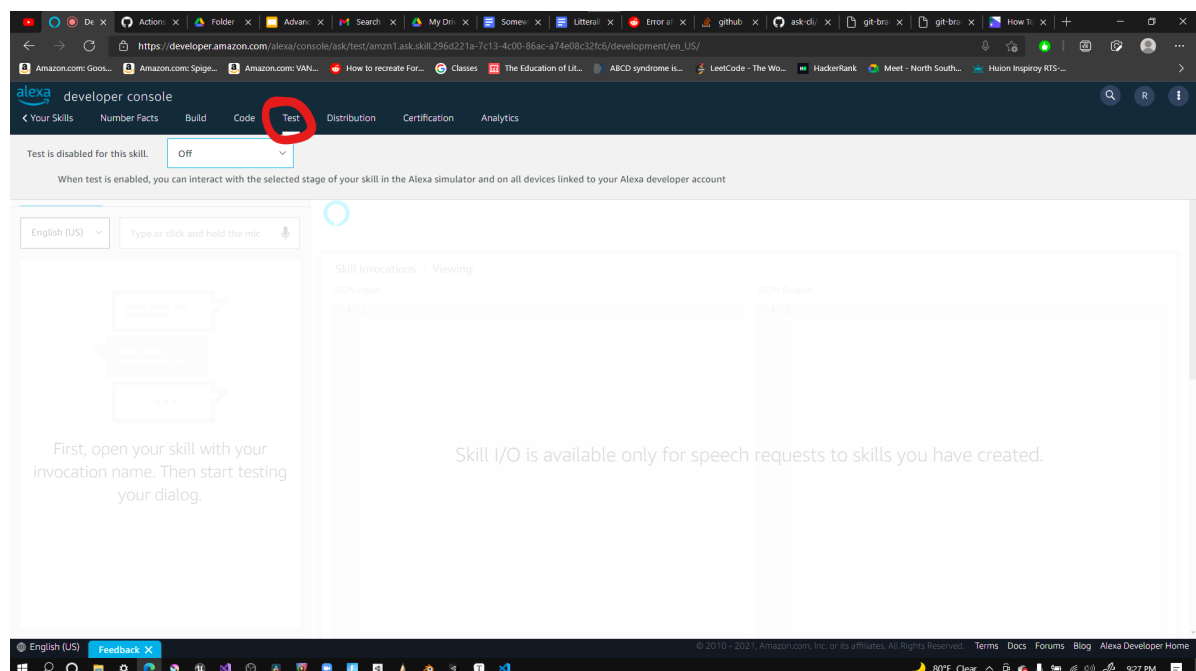 De
Actions
Folder
Advanc
Search
My Driv
Somew
Litterall
Error af
github
ask-cli/
git-bra
git-bra
How To
https://developer.amazon.com/alexa/console/ask/test/amzn1.ask.skill.296d221a-7c13-4c00-86ac-a74e08c32fc6/development/en_US/
Amazon.com: Goos...
Amazon.com: Spige...
Amazon.com: VAN...
How to recreate For...
Classes
The Education of Lit...
ABCD syndrome is...
LeetCode - The Wo...
HackerRank
Meet - North South...
Huion Inspiroy RTS-...
alexa developer console
Your Skills
Number Facts
Build
Code
Test
Distribution
Certification
Analytics
R
Test is disabled for this skill.
Off
When test is enabled, you can interact with the selected stage of your skill in the Alexa simulator and on all devices linked to your Alexa developer account
English (US)
Type or click and hold the mic
Skill Invocations
Viewing:
JSON Input
JSON Output
1
1
First, open your skill with your
invocation name. Then start testing
your dialog.
Skill I/O is available only for speech requests to skills you have created.
English (US)
Feedback
© 2010 - 2021, Amazon.com, Inc. or its affiliates. All Rights Reserved.
Terms
Docs
Forums
Blog
Alexa Developer Home
80°F Clear
9:27 PM